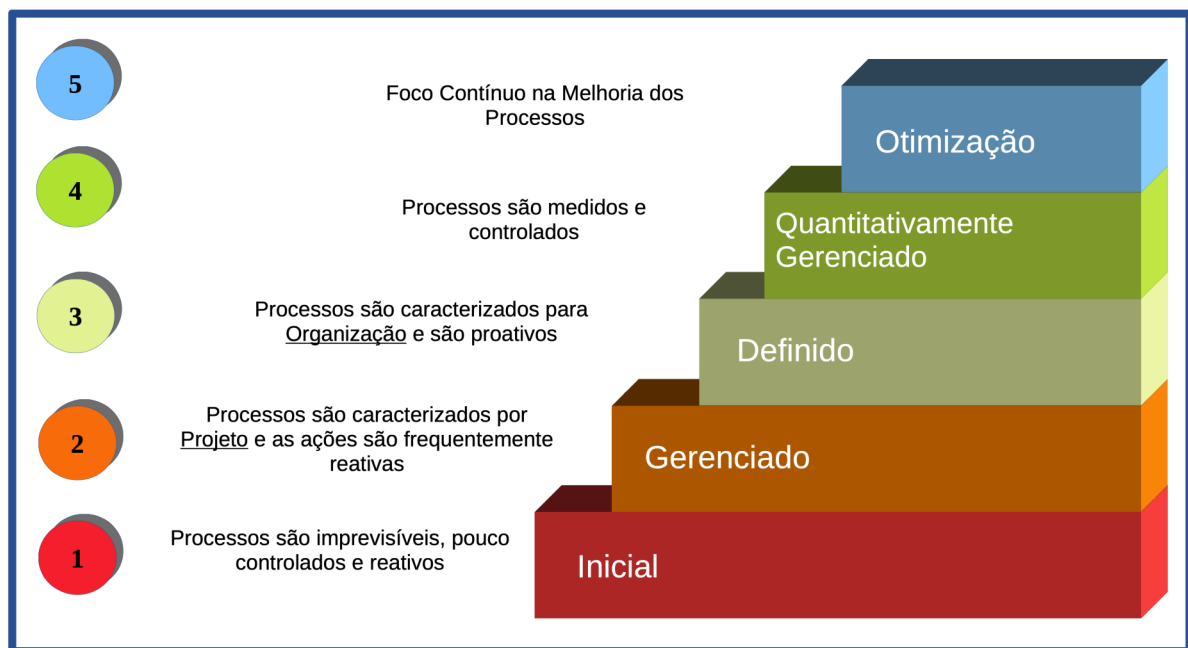 5
Foco Contínuo na Melhoria dos
Processos
Otimização
4
Processos são medidos e
controlados
Quantitativamente
Gerenciado
3
Processos são caracterizados para
Organização e são proativos
Definido
2
Processos são caracterizados por
Projeto e as ações são frequentemente
reativas
Gerenciado
1
Processos são imprevisíveis, pouco
controlados e reativos
Inicial